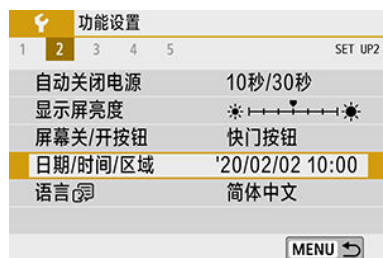 功能设置
1 2 3 4 5 SET UP2
自动关闭电源 10秒/30秒
显示屏亮度
屏幕关/开按钮 快门按钮
日期/时间/区域 '20/02/02 10:00
语言 简体中文
MENU